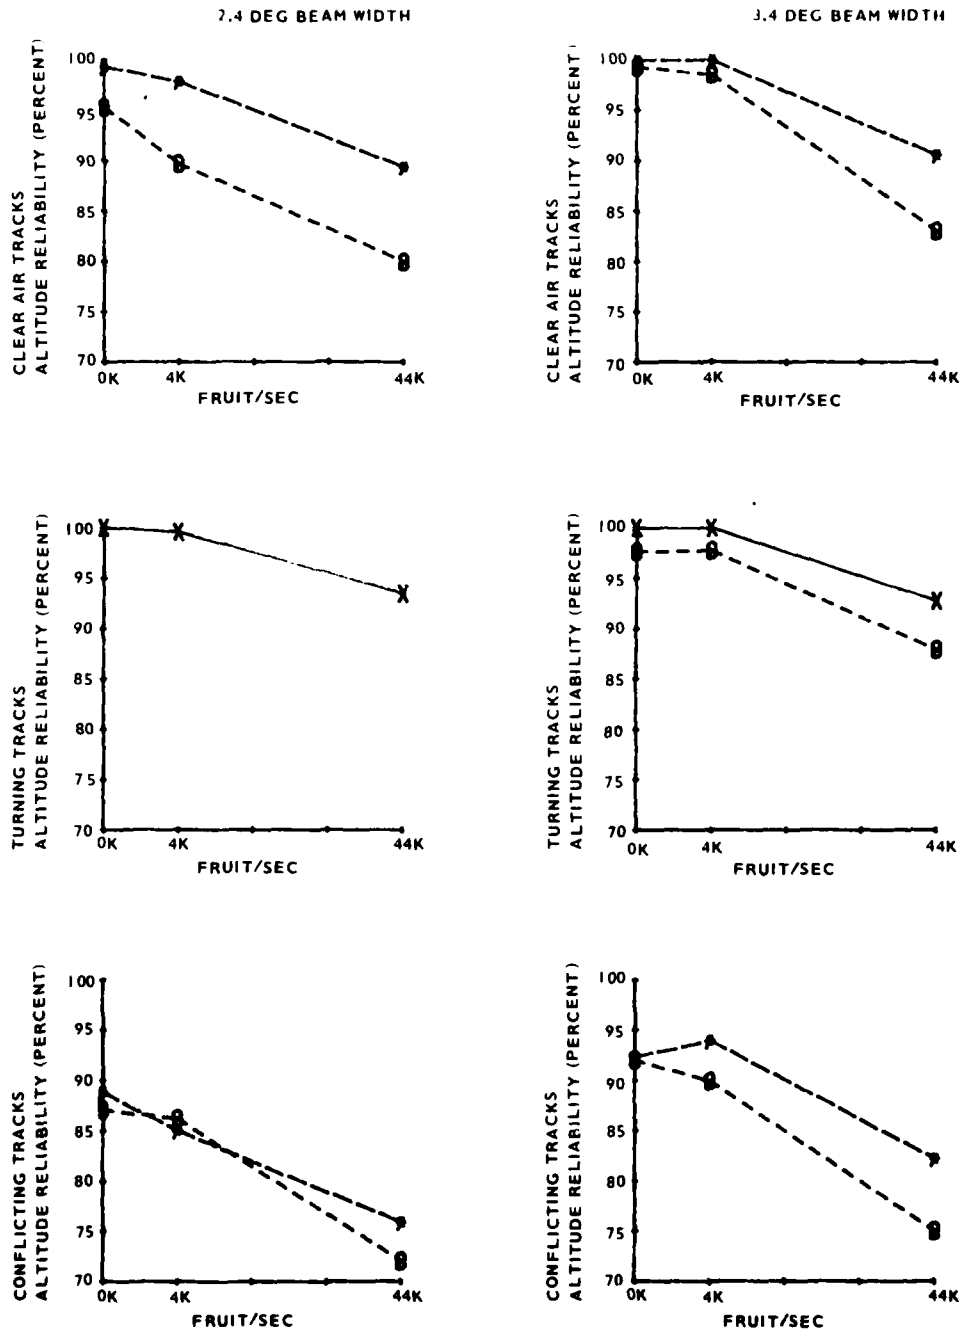 2.4 DEG BEAM WIDTH
CLEAR AIR TRACKS
ALTITUDE RELIABILITY (PERCENT)
100
95
90
85
80
75
70
0K 4K 44K
FRUIT/SEC
3.4 DEG BEAM WIDTH
CLEAR AIR TRACKS
ALTITUDE RELIABILITY (PERCENT)
100
95
90
85
80
75
70
0K 4K 44K
FRUIT/SEC
TURNING TRACKS
ALTITUDE RELIABILITY (PERCENT)
100
95
90
85
80
75
70
0K 4K 44K
FRUIT/SEC
TURNING TRACKS
ALTITUDE RELIABILITY (PERCENT)
100
95
90
85
80
75
70
0K 4K 44K
FRUIT/SEC
CONFLICTING TRACKS
ALTITUDE RELIABILITY (PERCENT)
100
95
90
85
80
75
70
0K 4K 44K
FRUIT/SEC
CONFLICTING TRACKS
ALTITUDE RELIABILITY (PERCENT)
100
95
90
85
80
75
70
0K 4K 44K
FRUIT/SEC